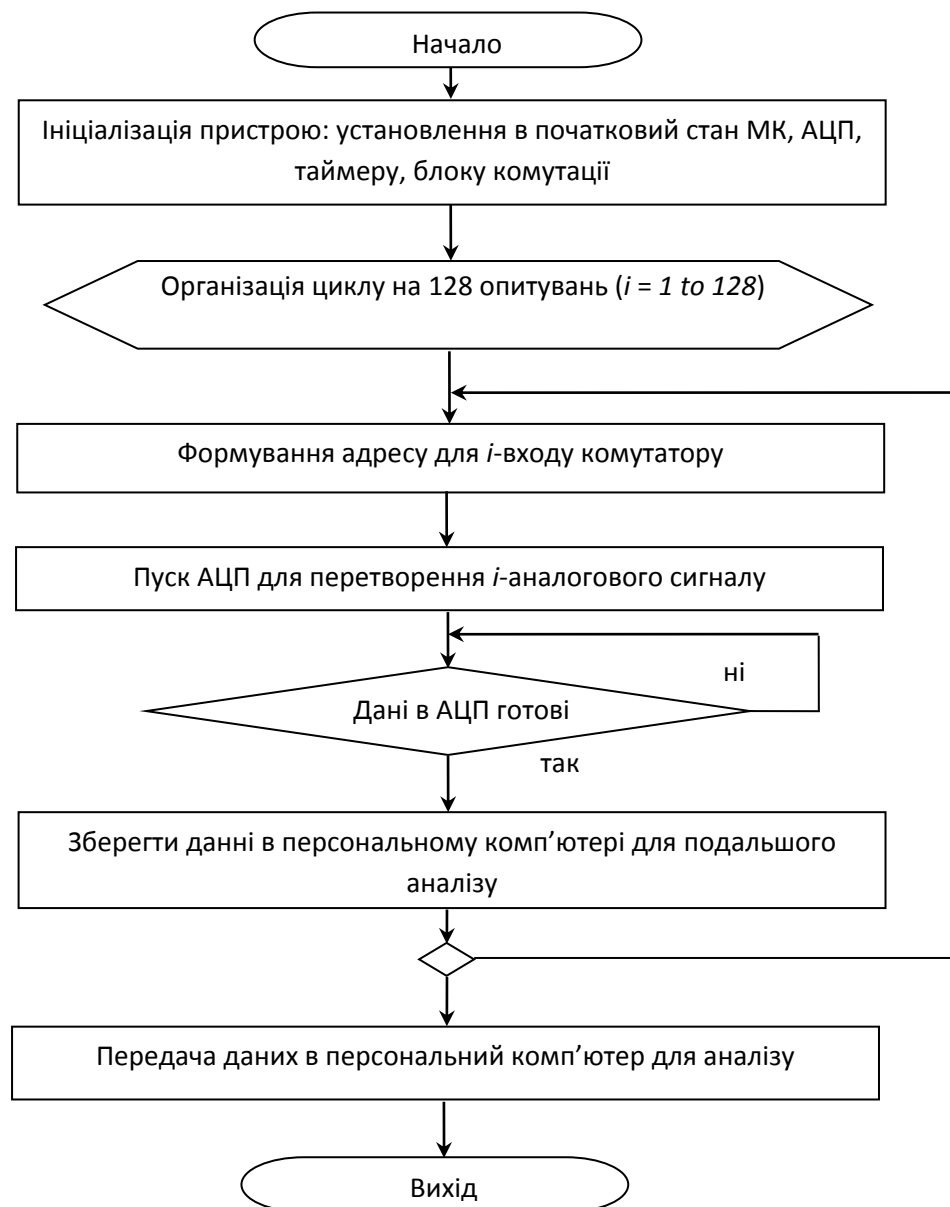 Начало
Ініціалізація пристрою: установлення в початковий стан МК, АЦП,
таймеру, блоку комутації
Організація циклу на 128 опитувань (i = 1 to 128)
Формування адресу для i-входу комутатору
Пуск АЦП для перетворення i-аналогового сигналу
ні
Дані в АЦП готові
так
Зберегти данні в персональному комп’ютері для подальшого
аналізу
Передача даних в персональний комп’ютер для аналізу
Вихід